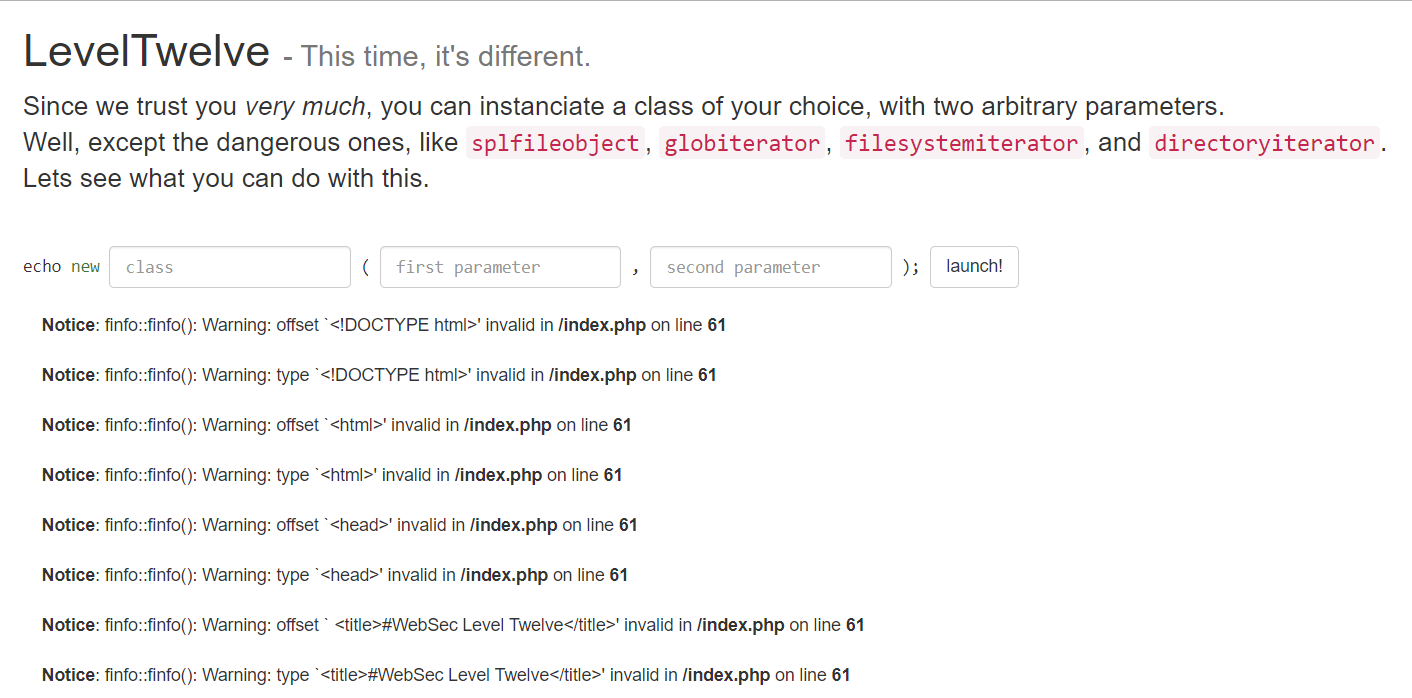 LevelTwelve - This time, it's different.
Since we trust you very much, you can instanciate a class of your choice, with two arbitrary parameters.
Well, except the dangerous ones, like splfileobject, globiterator, filesystemiterator, and directoryiterator.
Lets see what you can do with this.
echo new class ( first parameter , second parameter ); launch!
Notice: finfo::finfo(): Warning: offset `<!DOCTYPE html>' invalid in /index.php on line 61
Notice: finfo::finfo(): Warning: type `<!DOCTYPE html>' invalid in /index.php on line 61
Notice: finfo::finfo(): Warning: offset `<html>' invalid in /index.php on line 61
Notice: finfo::finfo(): Warning: type `<html>' invalid in /index.php on line 61
Notice: finfo::finfo(): Warning: offset `<head>' invalid in /index.php on line 61
Notice: finfo::finfo(): Warning: type `<head>' invalid in /index.php on line 61
Notice: finfo::finfo(): Warning: offset ` <title>#WebSec Level Twelve</title>' invalid in /index.php on line 61
Notice: finfo::finfo(): Warning: type `<title>#WebSec Level Twelve</title>' invalid in /index.php on line 61